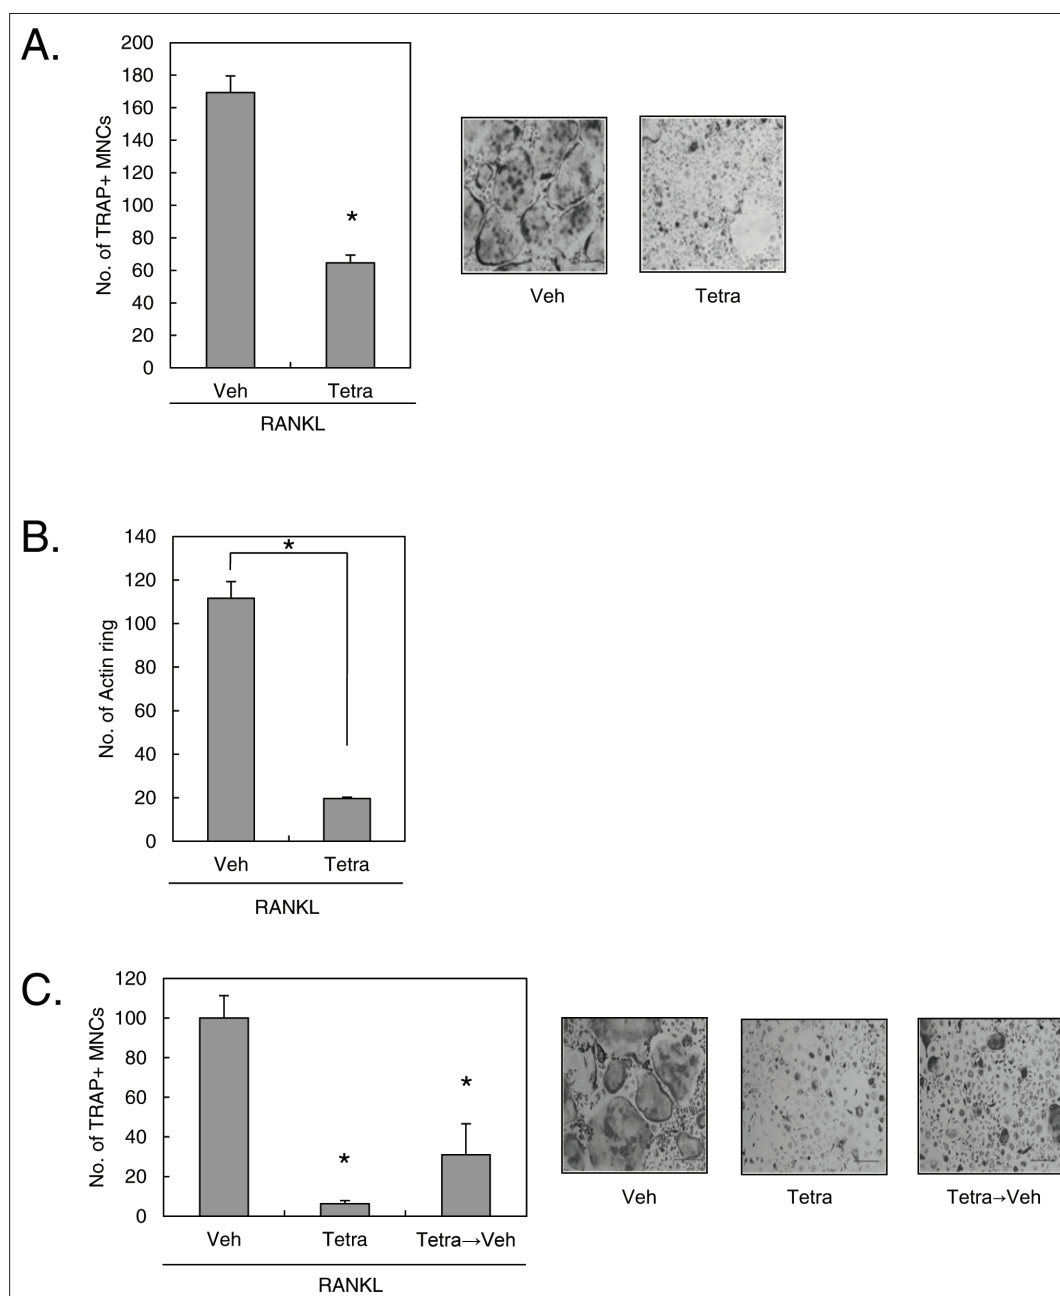 A.
No. of TRAP+ MNCs
200
180
160
140
120
100
80
60
40
20
0
*
Veh Tetra
RANKL
Veh Tetra
B.
No. of Actin ring
140
120
100
80
60
40
20
0
*
Veh Tetra
RANKL
C.
No. of TRAP+ MNCs
120
100
80
60
40
20
0
*
*
Veh Tetra Tetra→Veh
RANKL
Veh Tetra Tetra→Veh